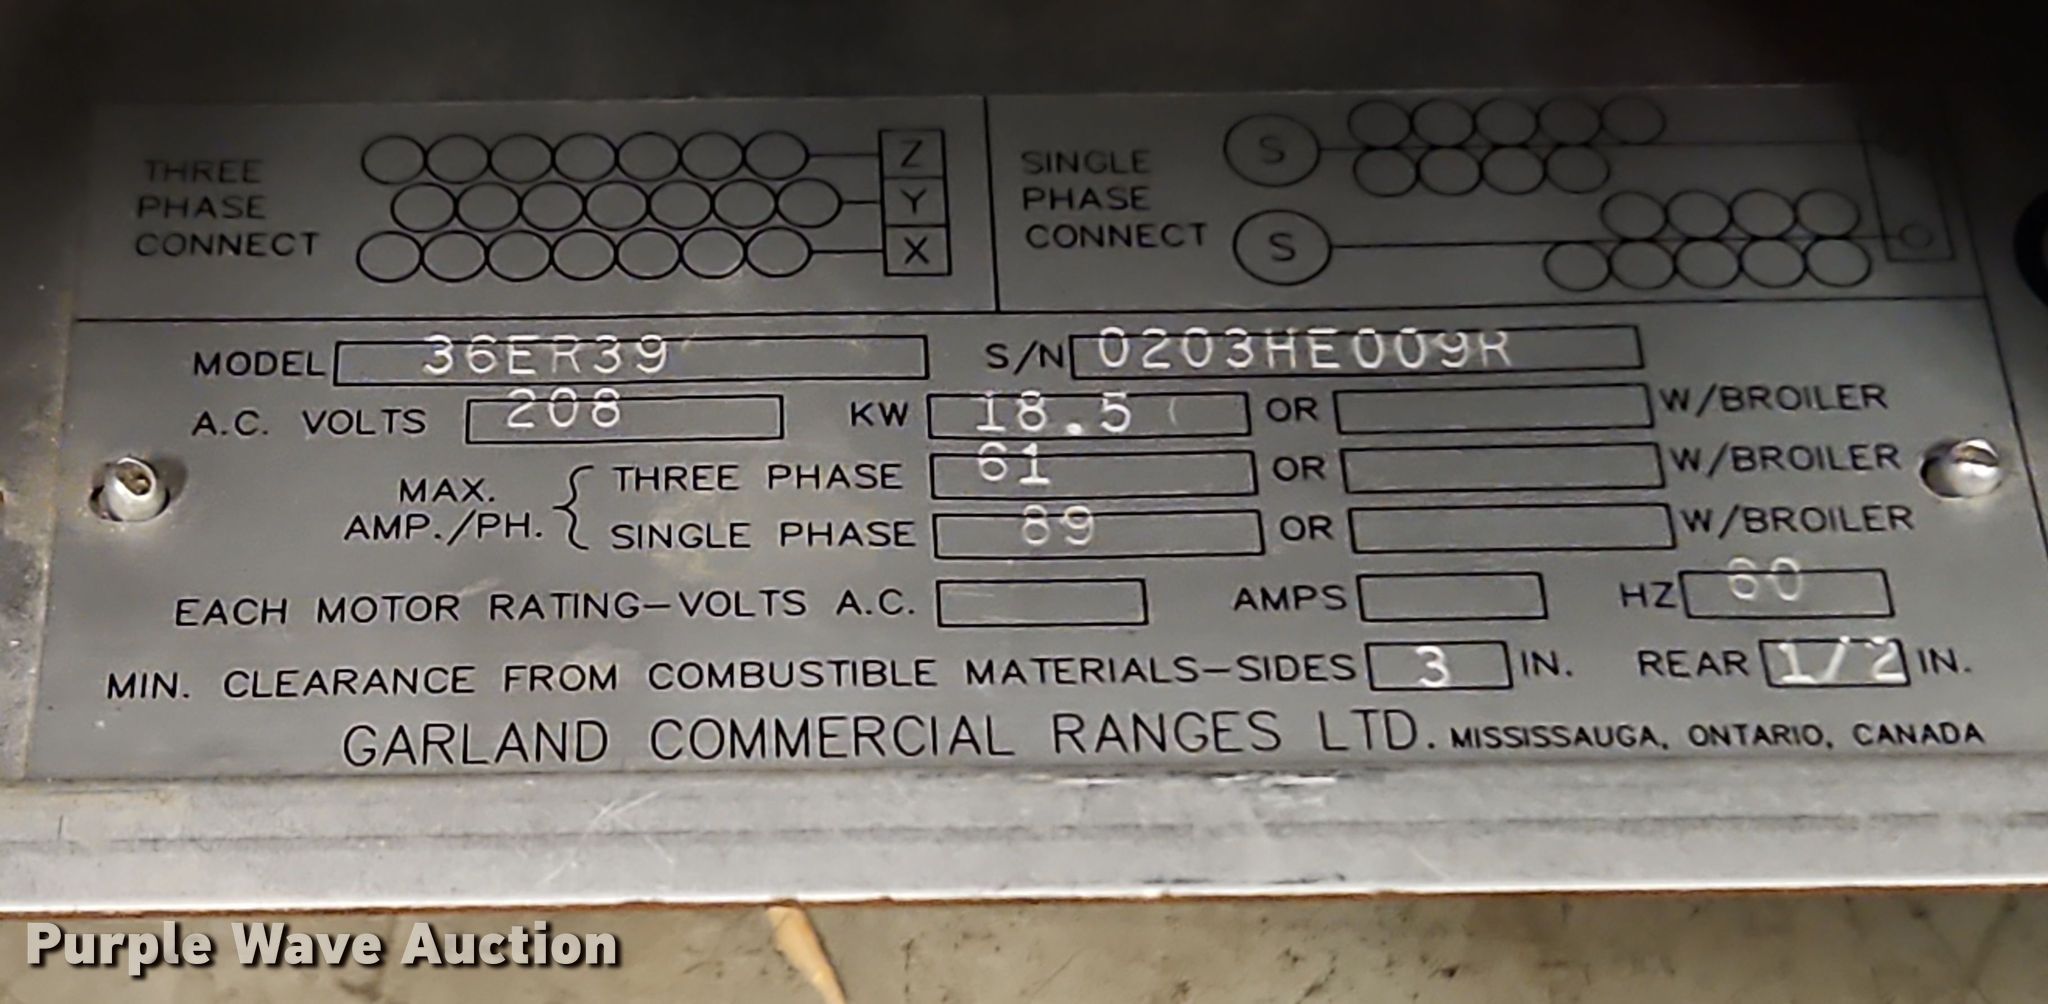 THREE PHASE CONNECT Z Y X
SINGLE PHASE CONNECT S S
MODEL 36ER39 S/N 0203HE009R
A.C. VOLTS 208 KW 18.5 OR W/BROILER
MAX. AMP./PH. { THREE PHASE 61 OR W/BROILER
SINGLE PHASE 89 OR W/BROILER
EACH MOTOR RATING-VOLTS A.C. AMPS HZ 60
MIN. CLEARANCE FROM COMBUSTIBLE MATERIALS-SIDES 3 IN. REAR 1/2 IN.
GARLAND COMMERCIAL RANGES LTD. MISSISSAUGA, ONTARIO, CANADA
Purple Wave Auction